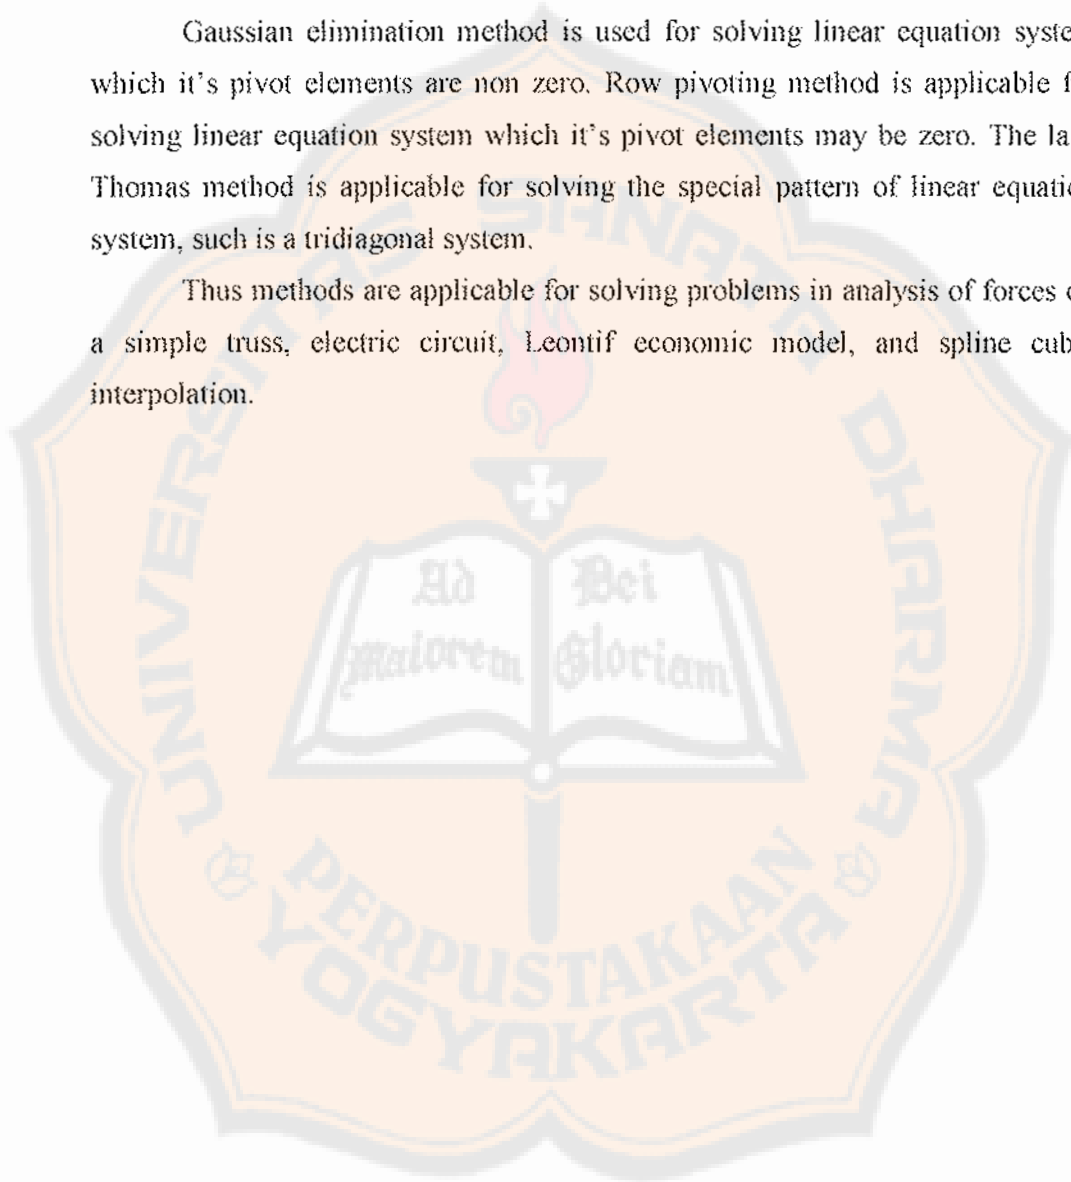 Gaussian elimination method is used for solving linear equation syste
which it's pivot elements are non zero. Row pivoting method is applicable f
solving linear equation system which it's pivot elements may be zero. The la
Thomas method is applicable for solving the special pattern of linear equati
system, such is a tridiagonal system.
Thus methods are applicable for solving problems in analysis of forces
a simple truss, electric circuit, Leontif economic model, and spline cub
interpolation.
UNIVERSITAS SANATA DHARMA
Ad Dei
Maiorem Gloriam
PERPUSTAKAAN
YOGYAKARTA